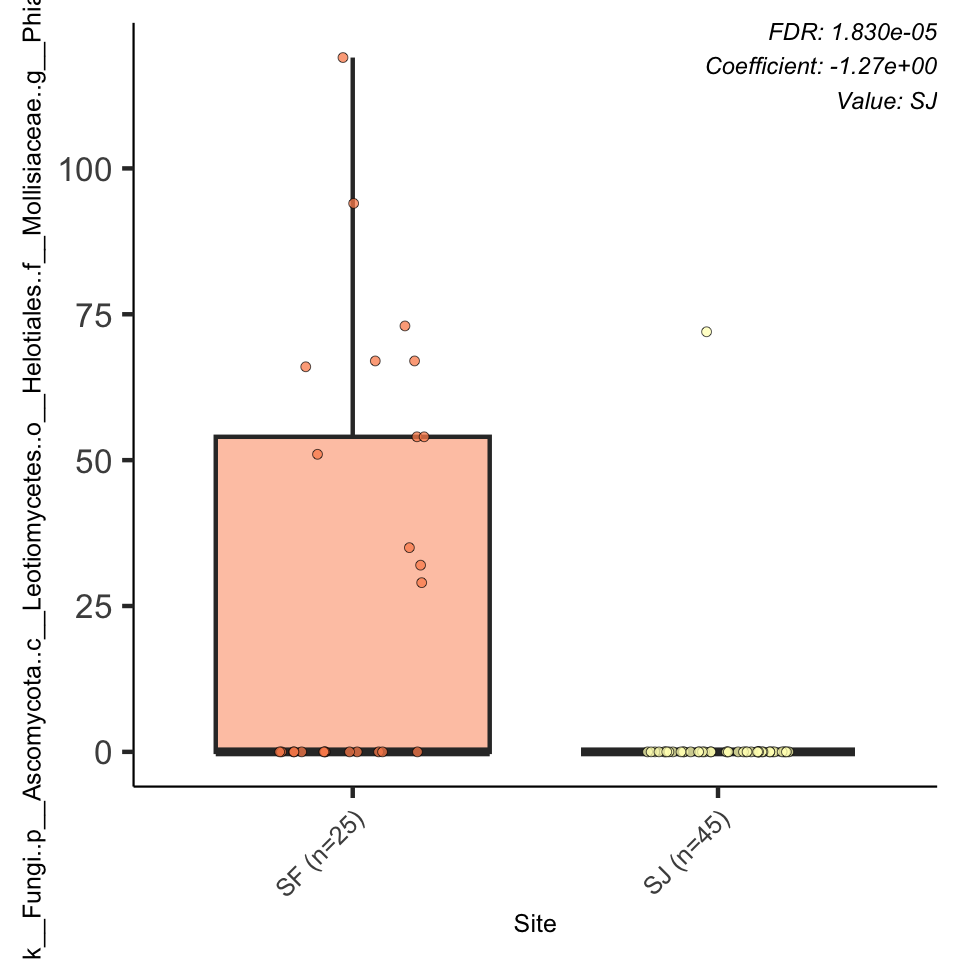 FDR: 1.830e-05
Coefficient: -1.27e+00
Value: SJ
k__Fungi..p__Ascomycota..c__Leotiomycetes..o__Helotiales..f__Mollisiaceae..g__Phia
100
75
50
25
0
SF (n=25)
SJ (n=45)
Site